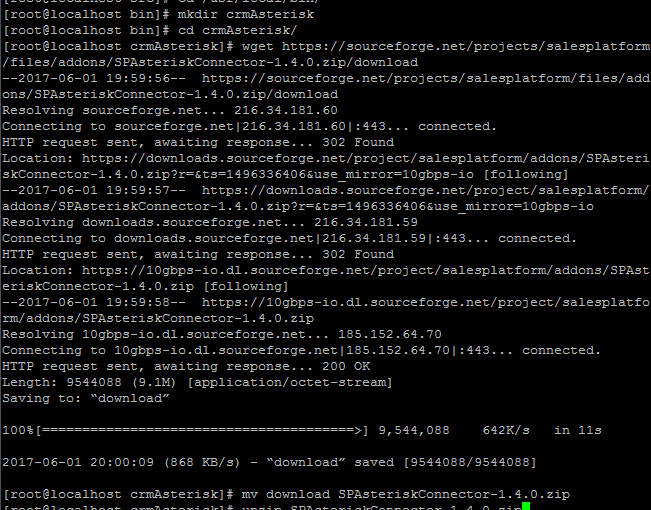 [root@localhost bin]# mkdir crmAsterisk
[root@localhost bin]# cd crmAsterisk/
[root@localhost crmAsterisk]# wget https://sourceforge.net/projects/salesplatform
/files/addons/SPAsteriskConnector-1.4.0.zip/download
--2017-06-01 19:59:56--  https://sourceforge.net/projects/salesplatform/files/add
ons/SPAsteriskConnector-1.4.0.zip/download
Resolving sourceforge.net... 216.34.181.60
Connecting to sourceforge.net|216.34.181.60|:443... connected.
HTTP request sent, awaiting response... 302 Found
Location: https://downloads.sourceforge.net/project/salesplatform/addons/SPAsteri
skConnector-1.4.0.zip?r=&ts=1496336406&use_mirror=10gbps-io [following]
--2017-06-01 19:59:57--  https://downloads.sourceforge.net/project/salesplatform/
addons/SPAsteriskConnector-1.4.0.zip?r=&ts=1496336406&use_mirror=10gbps-io
Resolving downloads.sourceforge.net... 216.34.181.59
Connecting to downloads.sourceforge.net|216.34.181.59|:443... connected.
HTTP request sent, awaiting response... 302 Found
Location: https://10gbps-io.dl.sourceforge.net/project/salesplatform/addons/SPAst
eriskConnector-1.4.0.zip [following]
--2017-06-01 19:59:58--  https://10gbps-io.dl.sourceforge.net/project/salesplatfo
rm/addons/SPAsteriskConnector-1.4.0.zip
Resolving 10gbps-io.dl.sourceforge.net... 185.152.64.70
Connecting to 10gbps-io.dl.sourceforge.net|185.152.64.70|:443... connected.
HTTP request sent, awaiting response... 200 OK
Length: 9544088 (9.1M) [application/octet-stream]
Saving to: “download”
100%[========================================>] 9,544,088    642K/s   in 11s
2017-06-01 20:00:09 (868 KB/s) - “download” saved [9544088/9544088]
[root@localhost crmAsterisk]# mv download SPAsteriskConnector-1.4.0.zip
[root@localhost crmAsterisk]# unzip SPAsteriskConnector-1.4.0.zip